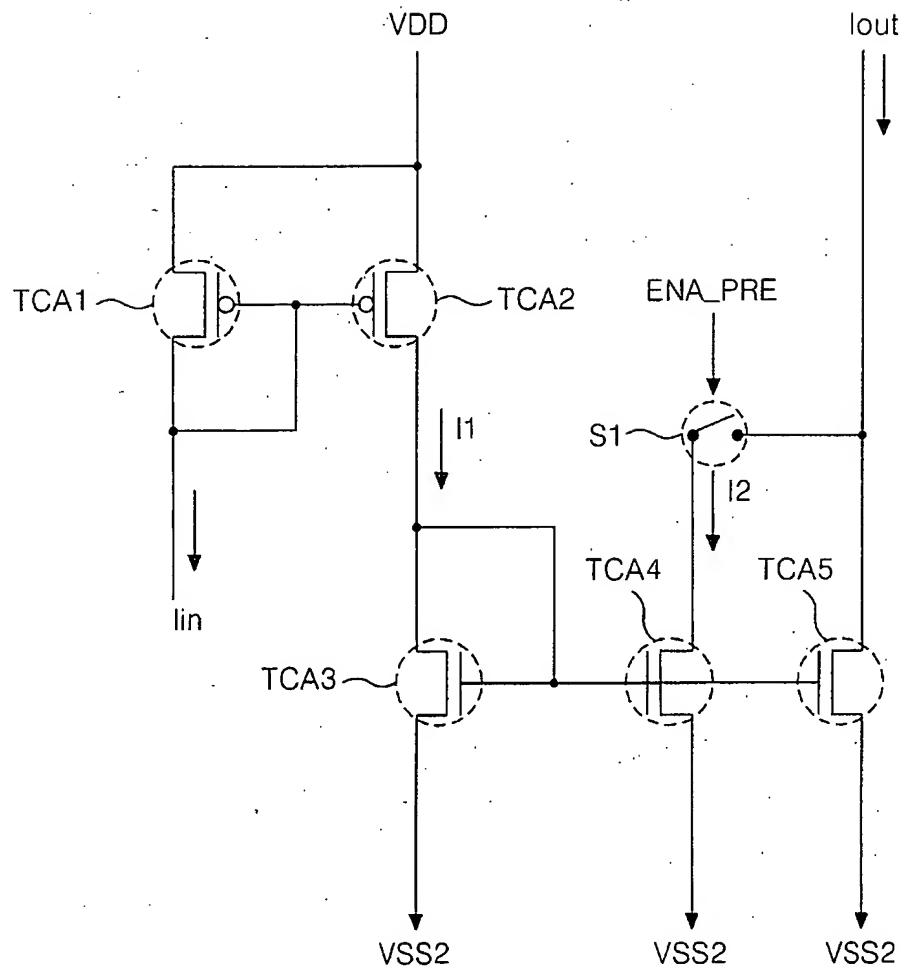 VDD
Iout
TCA1
TCA2
ENA_PRE
S1
I1
I2
Iin
TCA4
TCA5
TCA3
VSS2
VSS2
VSS2